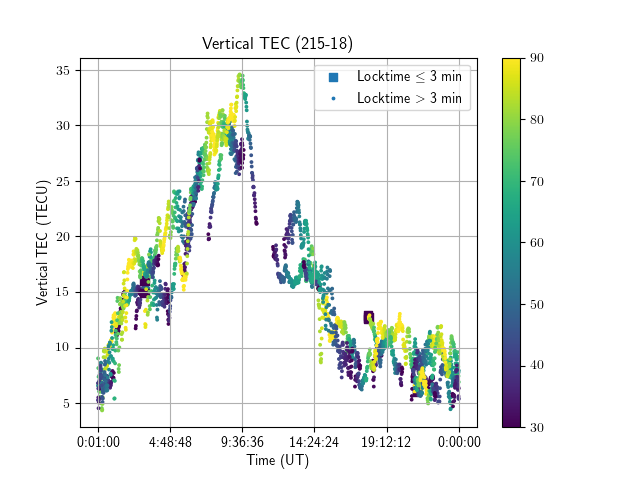 Vertical TEC (215-18)
Locktime ≤ 3 min
Locktime > 3 min
Vertical TEC (TECU)
35
30
25
20
15
10
5
0:01:00 4:48:48 9:36:36 14:24:24 19:12:12 0:00:00
Time (UT)
90
80
70
60
50
40
30